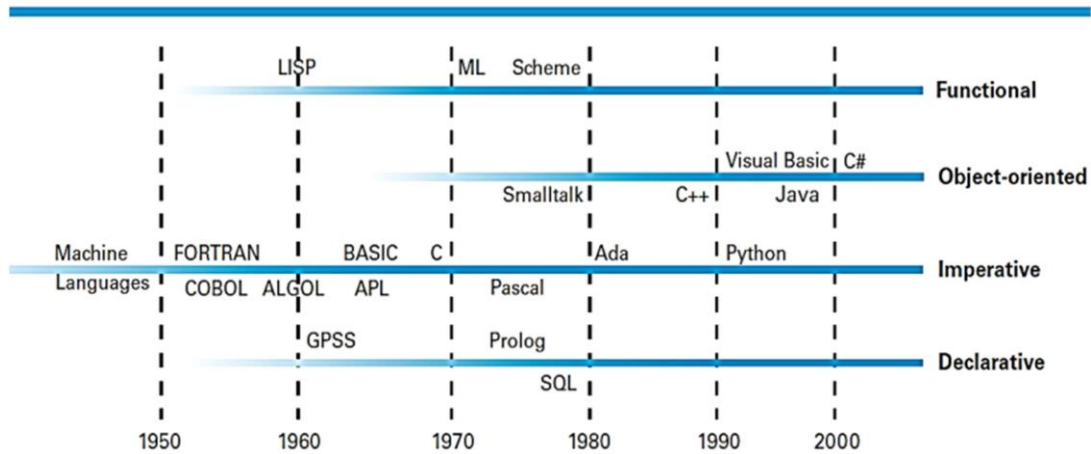 LISP ML Scheme
Functional
Visual Basic C#
Object-oriented
Smalltalk C++ Java
Machine FORTRAN BASIC C Ada Python
Imperative
Languages COBOL ALGOL APL Pascal
GPSS Prolog
Declarative
SQL
1950 1960 1970 1980 1990 2000